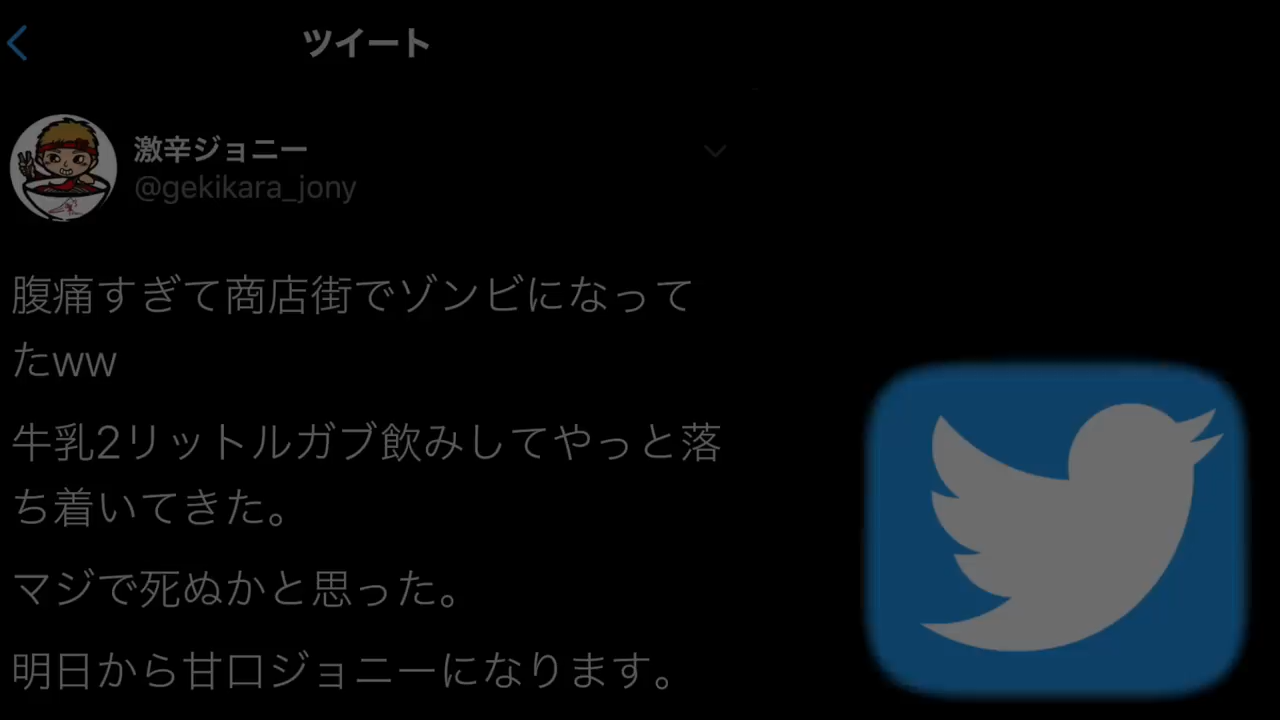 ツイート
激辛ジョニー
@gekikara_jony
腹痛すぎて商店街でゾンビになって
たww
牛乳2リットルガブ飲みしてやっと落
ち着いてきた。
マジで死ぬかと思った。
明日から甘口ジョニーになります。